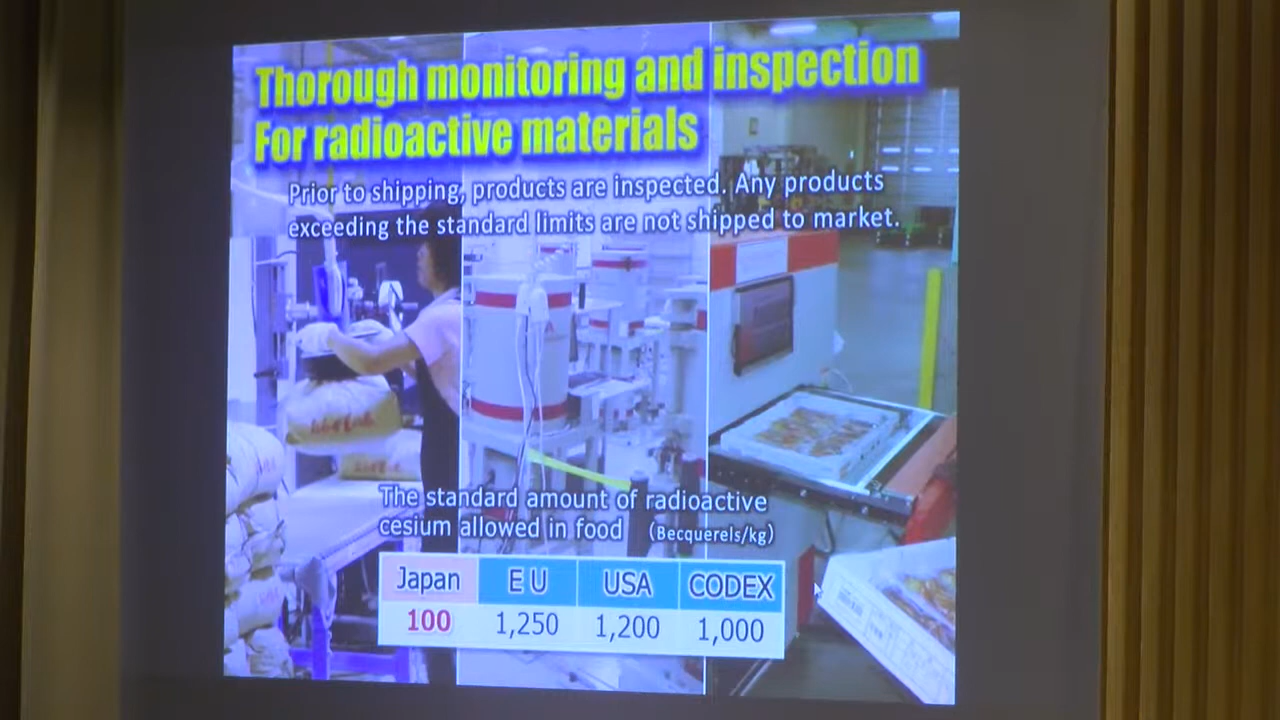 Thorough monitoring and inspection
For radioactive materials
Prior to shipping, products are inspected. Any products
exceeding the standard limits are not shipped to market.
The standard amount of radioactive
cesium allowed in food (Becquerels/kg)
Japan EU USA CODEX
100 1,250 1,200 1,000